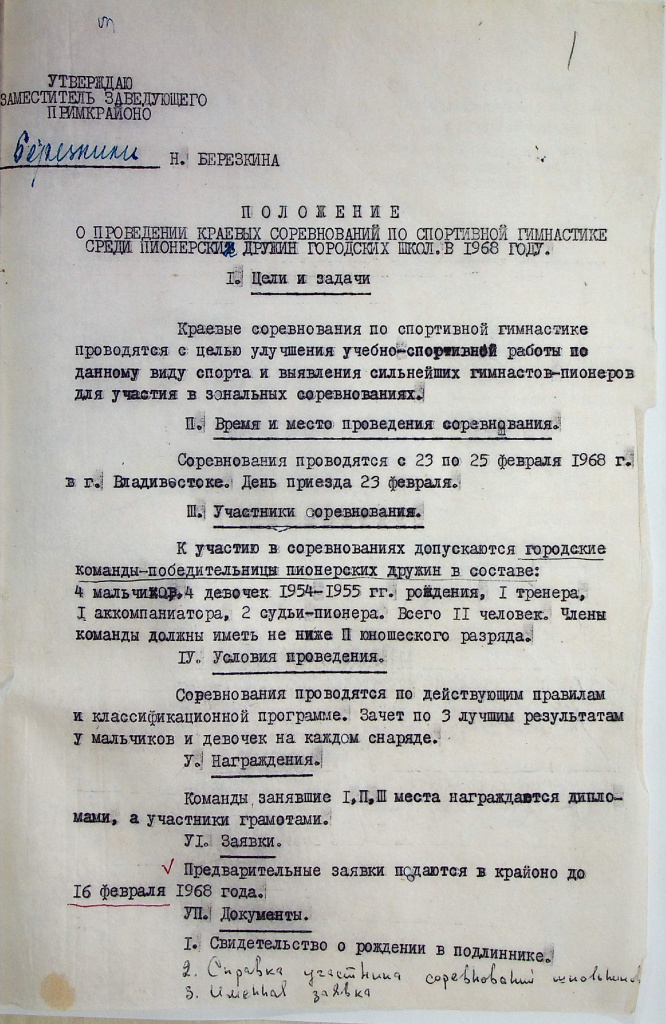 УТВЕРЖДАЮ
ЗАМЕСТИТЕЛЬ ЗАВЕДУЮЩЕГО
ПРИМКРАЙОНО
Н. БЕРЕЗКИНА
ПОЛОЖЕНИЕ
О ПРОВЕДЕНИИ КРАЕВЫХ СОРЕВНОВАНИЙ ПО СПОРТИВНОЙ ГИМНАСТИКЕ
СРЕДИ ПИОНЕРСКИХ ДРУЖИН ГОРОДСКИХ ШКОЛ.В 1968 ГОДУ.
I. Цели и задачи
Краевые соревнования по спортивной гимнастике
проводятся с целью улучшения учебно-спортивной работы по
данному виду спорта и выявления сильнейших гимнастов-пионеров
для участия в зональных соревнованиях.
П. Время и место проведения соревнования.
Соревнования проводятся с 23 по 25 февраля 1968 г.
в г. Владивостоке. День приезда 23 февраля.
Ш. Участники соревнования.
К участию в соревнованиях допускаются городские
команды-победительницы пионерских дружин в составе:
4 мальчиков,4 девочек 1954-1955 гг. рождения, I тренера,
I аккомпаниатора, 2 судьи-пионера. Всего II человек. Члены
команды должны иметь не ниже П юношеского разряда.
IУ. Условия проведения.
Соревнования проводятся по действующим правилам
и классификационной программе. Зачет по 3 лучшим результатам
у мальчиков и девочек на каждом снаряде.
У. Награждения.
Команды, занявшие I,П,Ш места награждаются дипло-
мами, а участники грамотами.
УI. Заявки.
Предварительные заявки подаются в крайоно до
16 февраля 1968 года.
УП. Документы.
I. Свидетельство о рождении в подлиннике.
2. Справка участника соревнований школьников
3. Именная заявка